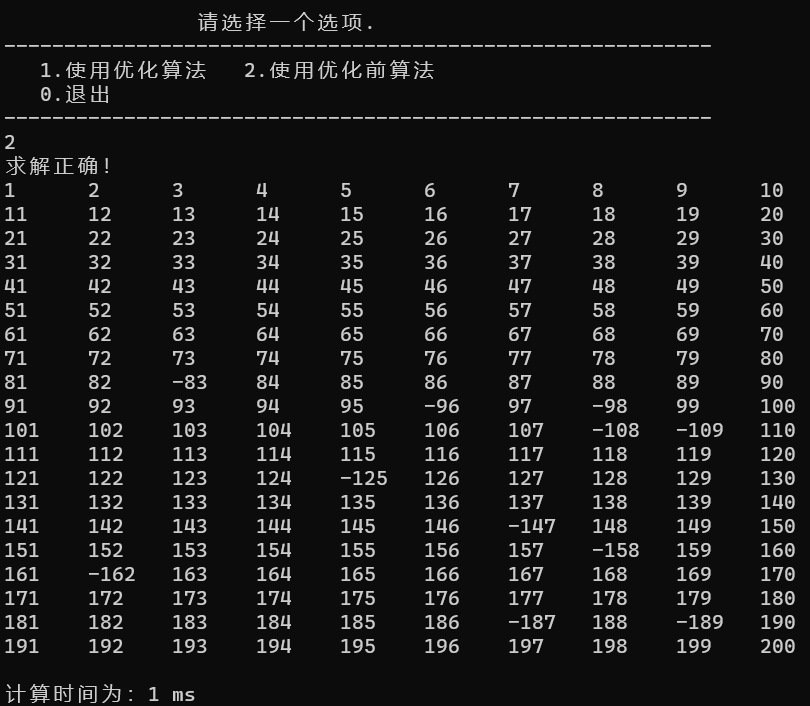 请选择一个选项.
-----------------------------------------------------------
1.使用优化算法   2.使用优化前算法
0.退出
-----------------------------------------------------------
2
求解正确!
1 2 3 4 5 6 7 8 9 10
11 12 13 14 15 16 17 18 19 20
21 22 23 24 25 26 27 28 29 30
31 32 33 34 35 36 37 38 39 40
41 42 43 44 45 46 47 48 49 50
51 52 53 54 55 56 57 58 59 60
61 62 63 64 65 66 67 68 69 70
71 72 73 74 75 76 77 78 79 80
81 82 -83 84 85 86 87 88 89 90
91 92 93 94 95 -96 97 -98 99 100
101 102 103 104 105 106 107 -108 -109 110
111 112 113 114 115 116 117 118 119 120
121 122 123 124 -125 126 127 128 129 130
131 132 133 134 135 136 137 138 139 140
141 142 143 144 145 146 -147 148 149 150
151 152 153 154 155 156 157 -158 159 160
161 -162 163 164 165 166 167 168 169 170
171 172 173 174 175 176 177 178 179 180
181 182 183 184 185 186 -187 188 -189 190
191 192 193 194 195 196 197 198 199 200
计算时间为: 1 ms